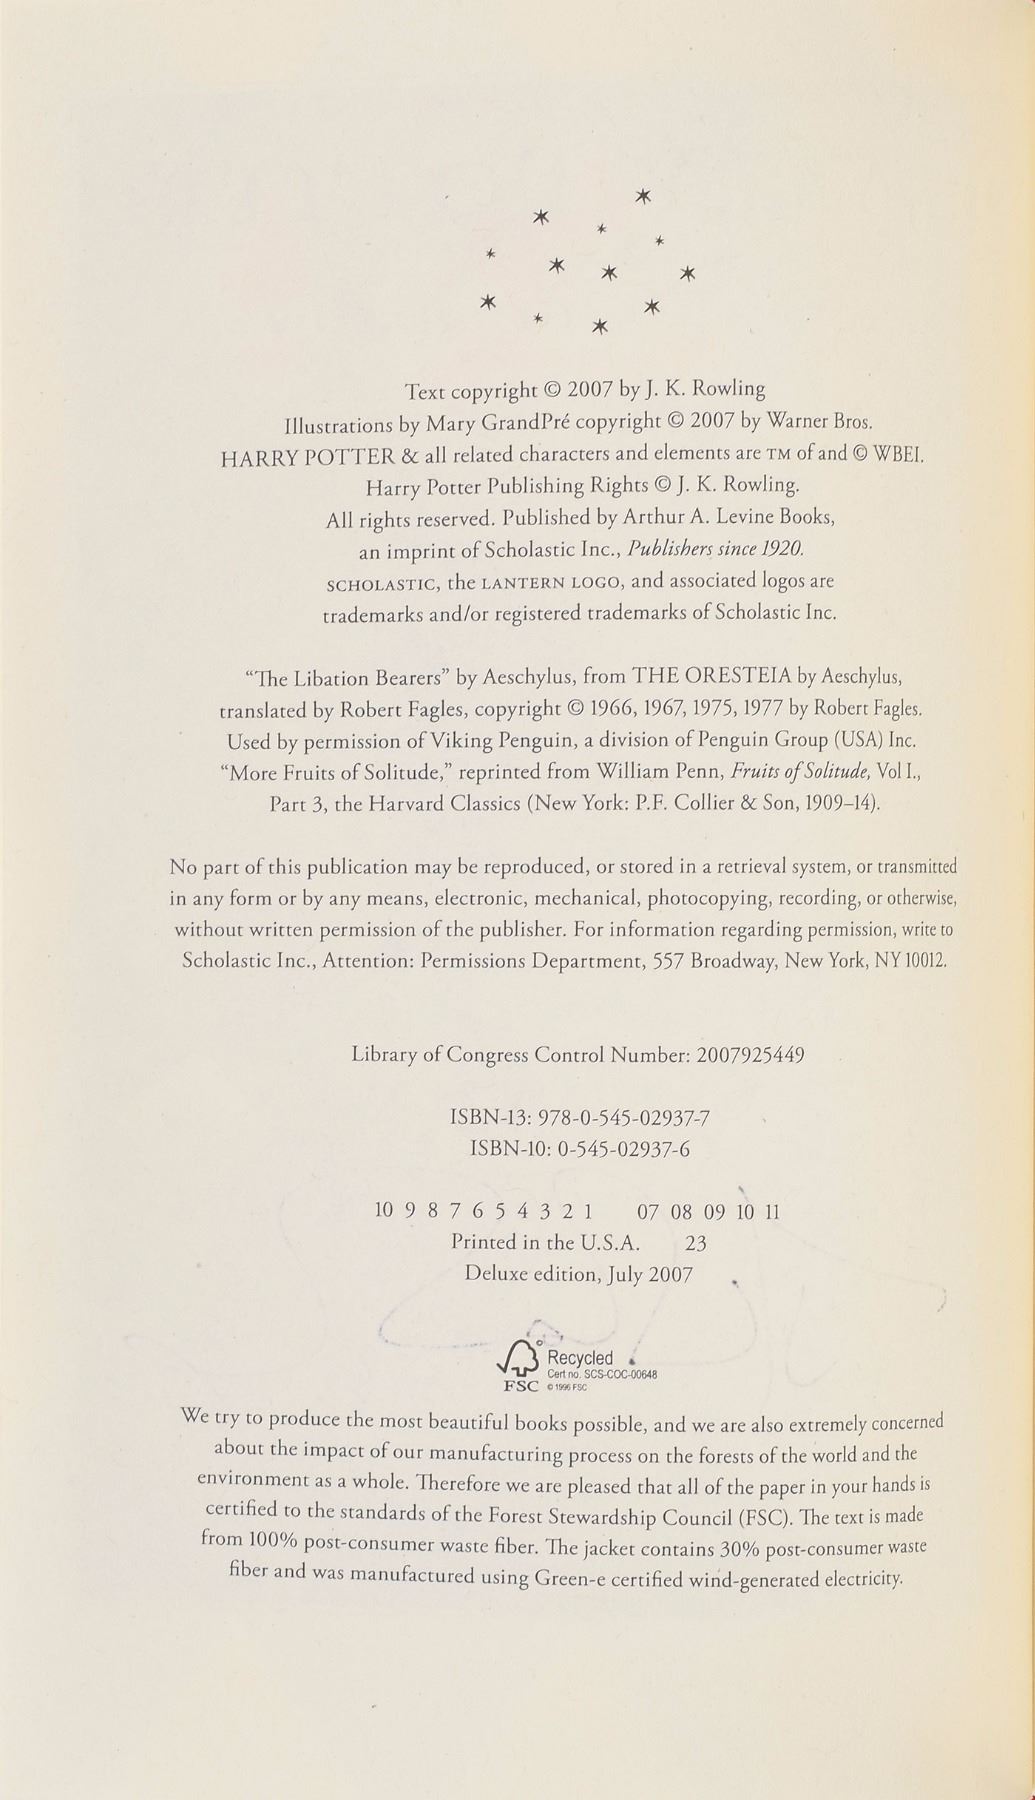 Text copyright © 2007 by J. K. Rowling
Illustrations by Mary GrandPré copyright © 2007 by Warner Bros.
HARRY POTTER & all related characters and elements are TM of and © WBEI.
Harry Potter Publishing Rights © J. K. Rowling.
All rights reserved. Published by Arthur A. Levine Books,
an imprint of Scholastic Inc., Publishers since 1920.
SCHOLASTIC, the LANTERN LOGO, and associated logos are
trademarks and/or registered trademarks of Scholastic Inc.
“The Libation Bearers” by Aeschylus, from THE ORESTEIA by Aeschylus,
translated by Robert Fagles, copyright © 1966, 1967, 1975, 1977 by Robert Fagles.
Used by permission of Viking Penguin, a division of Penguin Group (USA) Inc.
“More Fruits of Solitude,” reprinted from William Penn, Fruits of Solitude, Vol I.,
Part 3, the Harvard Classics (New York: P.F. Collier & Son, 1909–14).
No part of this publication may be reproduced, or stored in a retrieval system, or transmitted
in any form or by any means, electronic, mechanical, photocopying, recording, or otherwise,
without written permission of the publisher. For information regarding permission, write to
Scholastic Inc., Attention: Permissions Department, 557 Broadway, New York, NY 10012.
Library of Congress Control Number: 2007925449
ISBN-13: 978-0-545-02937-7
ISBN-10: 0-545-02937-6
10 9 8 7 6 5 4 3 2 1 07 08 09 10 11
Printed in the U.S.A. 23
Deluxe edition, July 2007
Recycled
Cert no. SCS-COC-00648
FSC © 1996 FSC
We try to produce the most beautiful books possible, and we are also extremely concerned
about the impact of our manufacturing process on the forests of the world and the
environment as a whole. Therefore we are pleased that all of the paper in your hands is
certified to the standards of the Forest Stewardship Council (FSC). The text is made
from 100% post-consumer waste fiber. The jacket contains 30% post-consumer waste
fiber and was manufactured using Green-e certified wind-generated electricity.